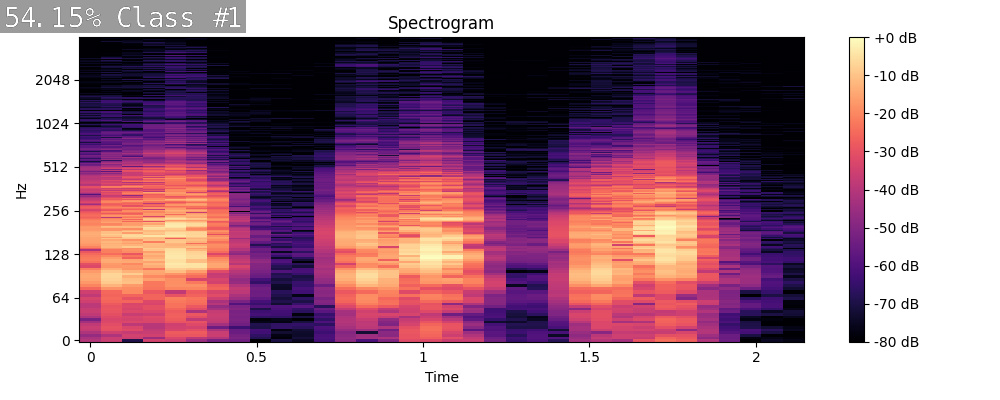 54.15% Class #1
Spectrogram
Hz
2048
1024
512
256
128
64
0
0
0.5
1
1.5
2
Time
+0 dB
-10 dB
-20 dB
-30 dB
-40 dB
-50 dB
-60 dB
-70 dB
-80 dB